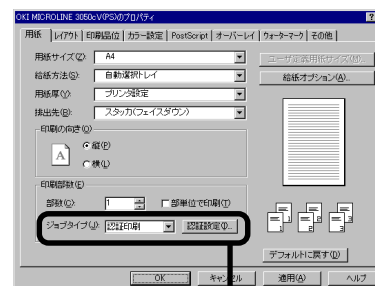 OKI MICROLINE 3050cV(PS)のプロパティ
用紙 レイアウト 印刷品位 カラー設定 PostScript オーバーレイ ウォーターマーク その他
用紙サイズ(Z): A4 ユーザ定義用紙サイズ(M)...
給紙方法(S): 自動選択トレイ 給紙オプション(A)...
用紙厚(Y): プリンタ設定
排出先(B): スタッカ(フェイスダウン)
印刷の向き(O)
A 縦(P)
横(L)
印刷部数(E)
部数(C): 1 部単位で印刷(T)
ジョブタイプ(J): 認証印刷 認証設定(I)...
1 2 3
デフォルトに戻す(D)
OK キャンセル 適用(A) ヘルプ